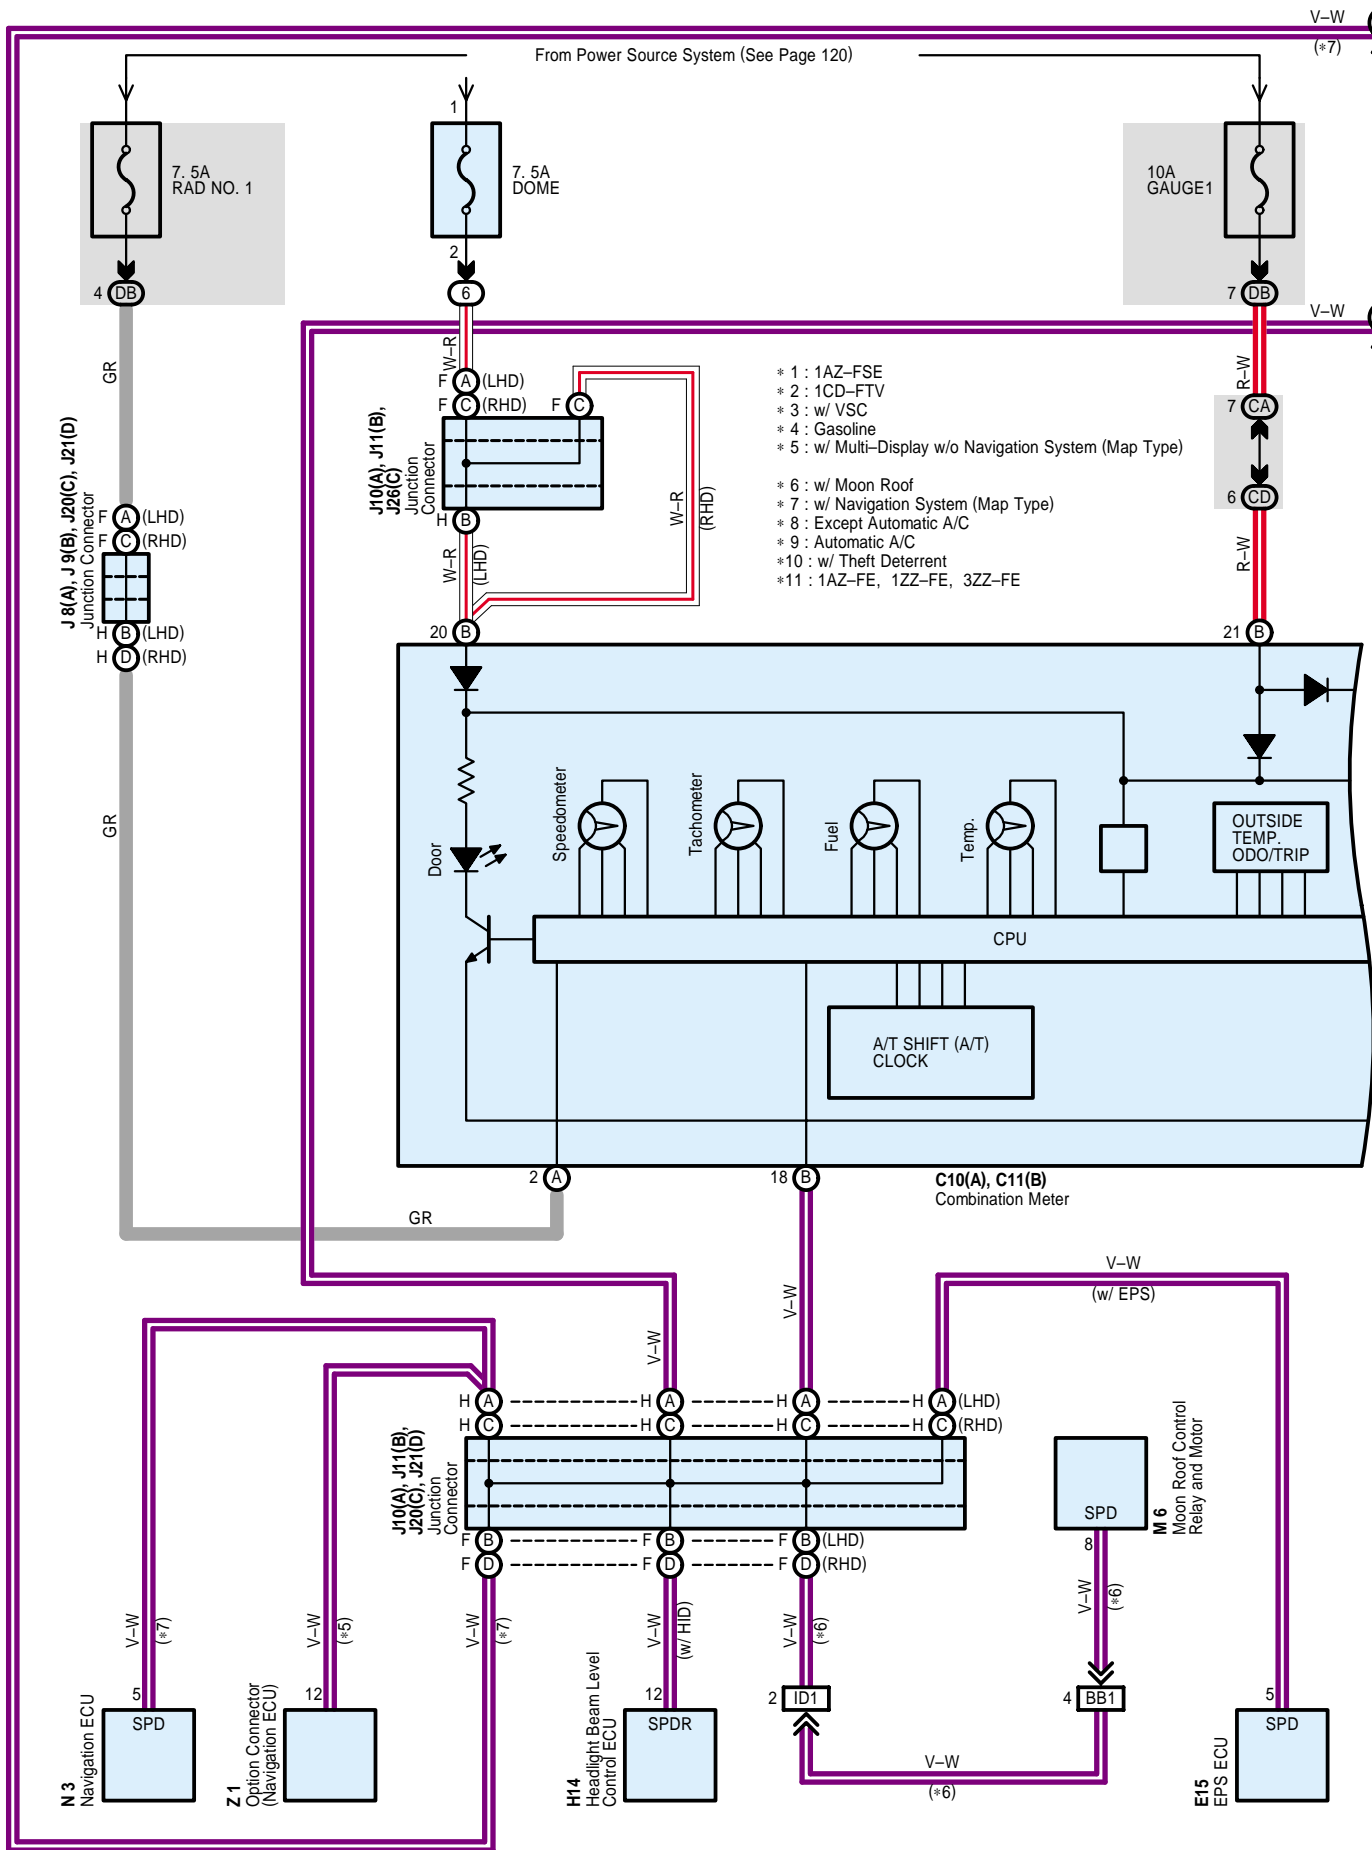 V–W
(*7)
From Power Source System (See Page 120)
1
7. 5A
RAD NO. 1
7. 5A
DOME
10A
GAUGE1
2
4 DB
6
7 DB
V–W
GR
W–R
R–W
F A (LHD)
F C (RHD)
F C
7 CA
6 CD
J10(A), J11(B),
J26(C)
Junction
Connector
H B
W–R
(LHD)
W–R
(RHD)
R–W
* 1 : 1AZ–FSE
* 2 : 1CD–FTV
* 3 : w/ VSC
* 4 : Gasoline
* 5 : w/ Multi–Display w/o Navigation System (Map Type)
* 6 : w/ Moon Roof
* 7 : w/ Navigation System (Map Type)
* 8 : Except Automatic A/C
* 9 : Automatic A/C
*10 : w/ Theft Deterrent
*11 : 1AZ–FE, 1ZZ–FE, 3ZZ–FE
J 8(A), J 9(B), J20(C), J21(D)
Junction Connector
F A (LHD)
F C (RHD)
H B (LHD)
H D (RHD)
20 B
21 B
GR
Door
Speedometer
Tachometer
Fuel
Temp.
OUTSIDE
TEMP.
ODO/TRIP
CPU
A/T SHIFT (A/T)
CLOCK
2 A
18 B
C10(A), C11(B)
Combination Meter
GR
V–W
V–W
V–W
(w/ EPS)
H A
H A
H A
H A (LHD)
H C
H C
H C
H C (RHD)
J10(A), J11(B),
J20(C), J21(D)
Junction
Connector
F B
F B
F B (LHD)
F D
F D
F D (RHD)
SPD
M 6
Moon Roof Control
Relay and Motor
8
V–W
(*7)
V–W
(*5)
V–W
(*7)
V–W
(w/ HID)
V–W
(*6)
V–W
(*6)
5
12
12
2 ID1
4 BB1
5
SPD
SPDR
SPD
V–W
(*6)
N 3
Navigation ECU
Z 1
Option Connector
(Navigation ECU)
H14
Headlight Beam Level
Control ECU
E15
EPS ECU